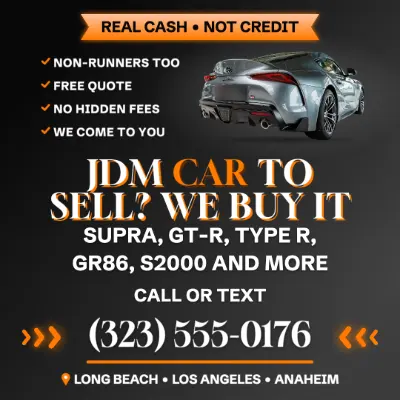 REAL CASH • NOT CREDIT
NON-RUNNERS TOO
FREE QUOTE
NO HIDDEN FEES
WE COME TO YOU
JDM CAR TO
SELL? WE BUY IT
SUPRA, GT-R, TYPE R,
GR86, S2000 AND MORE
CALL OR TEXT
(323) 555-0176
LONG BEACH • LOS ANGELES • ANAHEIM